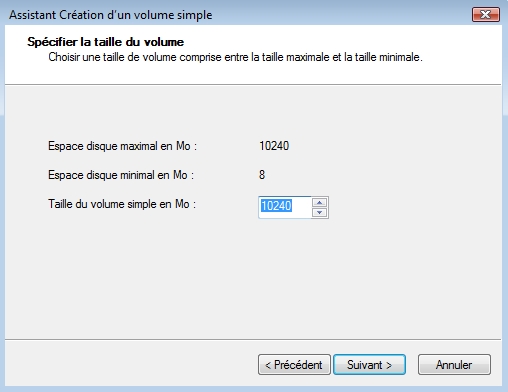 Assistant Création d'un volume simple
Spécifier la taille du volume
Choisir une taille de volume comprise entre la taille maximale et la taille minimale.
Espace disque maximal en Mo : 10240
Espace disque minimal en Mo : 8
Taille du volume simple en Mo : 10240
< Précédent Suivant > Annuler